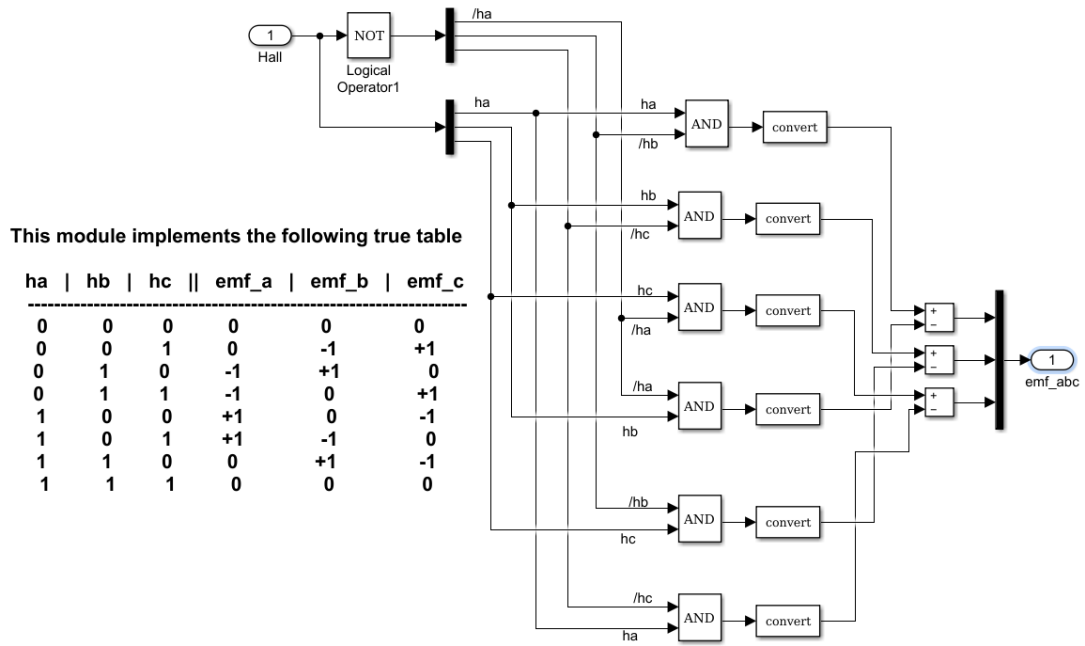 1
Hall
NOT
Logical
Operator1
/ha
ha
ha
/hb
AND
convert
hb
/hc
AND
convert
hc
/ha
AND
convert
/ha
hb
AND
convert
/hb
hc
AND
convert
/hc
ha
AND
convert
+
−
+
−
+
−
1
emf_abc
This module implements the following true table
ha | hb | hc || emf_a | emf_b | emf_c
--------------------------------------------------------------------
0 0 0 0 0 0
0 0 1 0 -1 +1
0 1 0 -1 +1 0
0 1 1 -1 0 +1
1 0 0 +1 0 -1
1 0 1 +1 -1 0
1 1 0 0 +1 -1
1 1 1 0 0 0